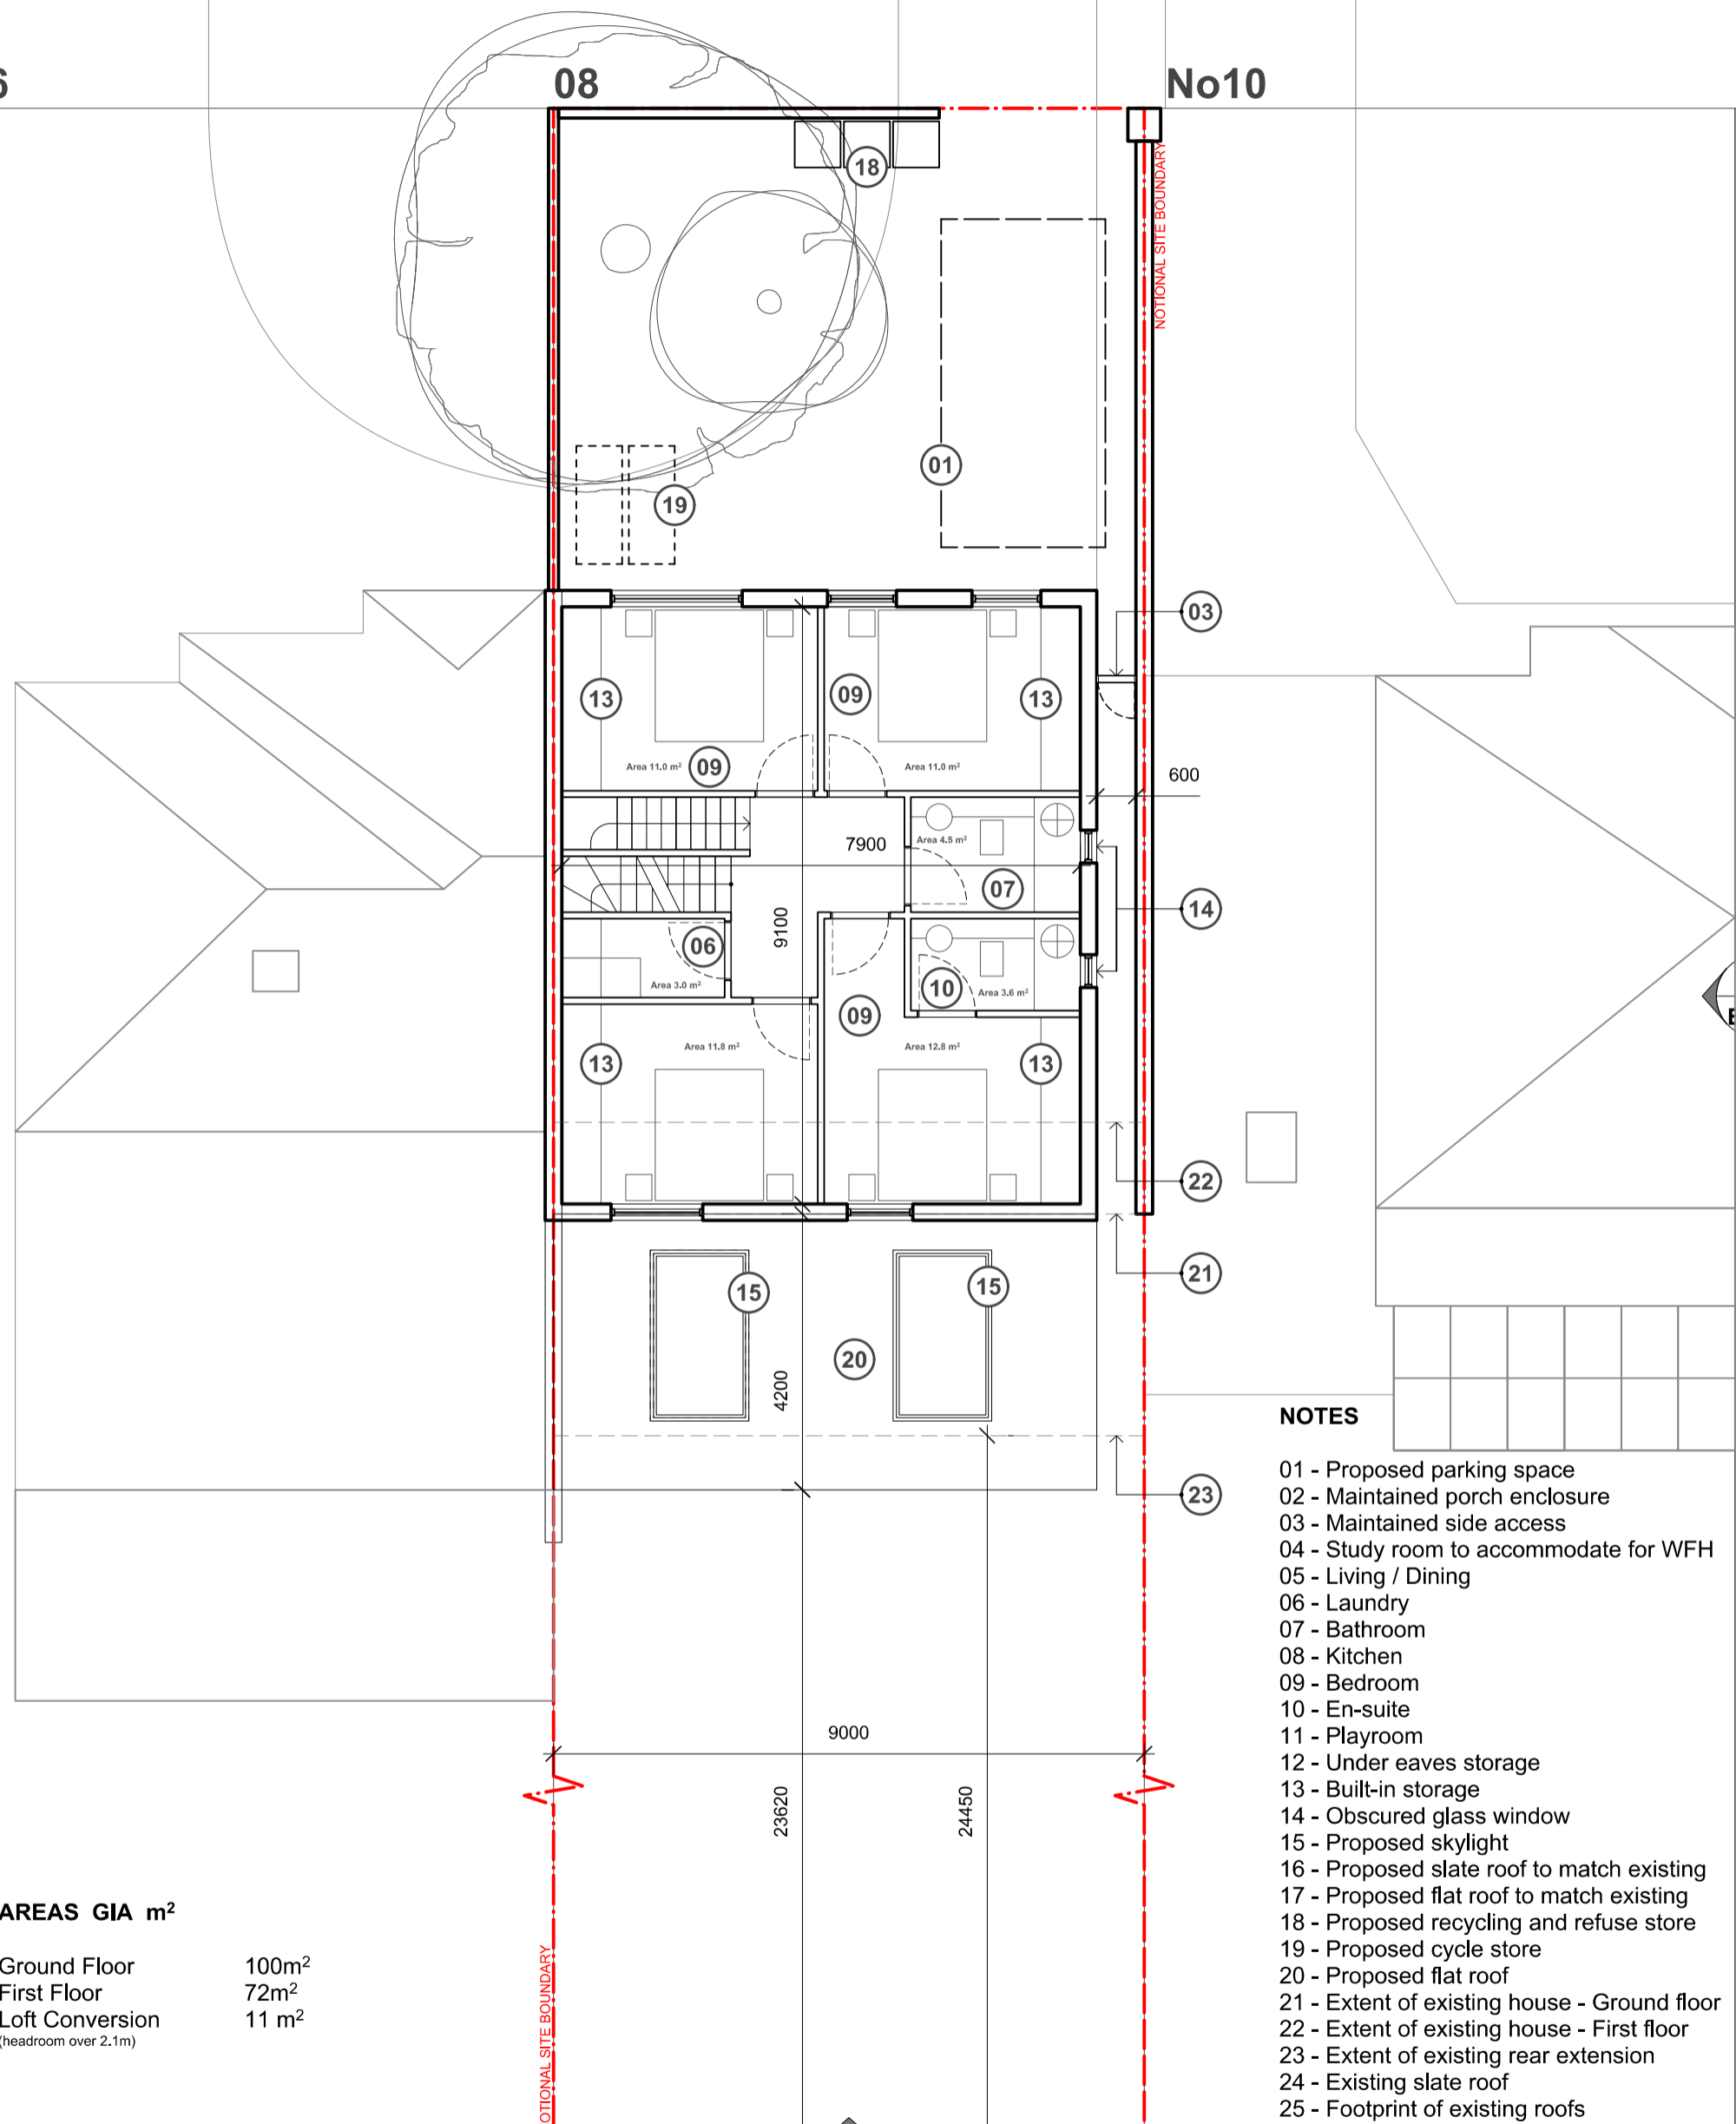 08
No10
18
NOTIONAL SITE BOUNDARY
01
19
03
13
09
13
Area 11.0 m²
09
Area 11.0 m²
600
7900
Area 4.5 m²
07
14
9100
06
Area 3.0 m²
10
Area 3.6 m²
09
13
Area 11.8 m²
Area 12.8 m²
13
22
21
15
15
20
4200
23
9000
23620
24450
NOTES
01 - Proposed parking space
02 - Maintained porch enclosure
03 - Maintained side access
04 - Study room to accommodate for WFH
05 - Living / Dining
06 - Laundry
07 - Bathroom
08 - Kitchen
09 - Bedroom
10 - En-suite
11 - Playroom
12 - Under eaves storage
13 - Built-in storage
14 - Obscured glass window
15 - Proposed skylight
16 - Proposed slate roof to match existing
17 - Proposed flat roof to match existing
18 - Proposed recycling and refuse store
19 - Proposed cycle store
20 - Proposed flat roof
21 - Extent of existing house - Ground floor
22 - Extent of existing house - First floor
23 - Extent of existing rear extension
24 - Existing slate roof
25 - Footprint of existing roofs
AREAS GIA m²
Ground Floor 100m²
First Floor 72m²
Loft Conversion 11 m²
(headroom over 2.1m)
OTIONAL SITE BOUNDARY